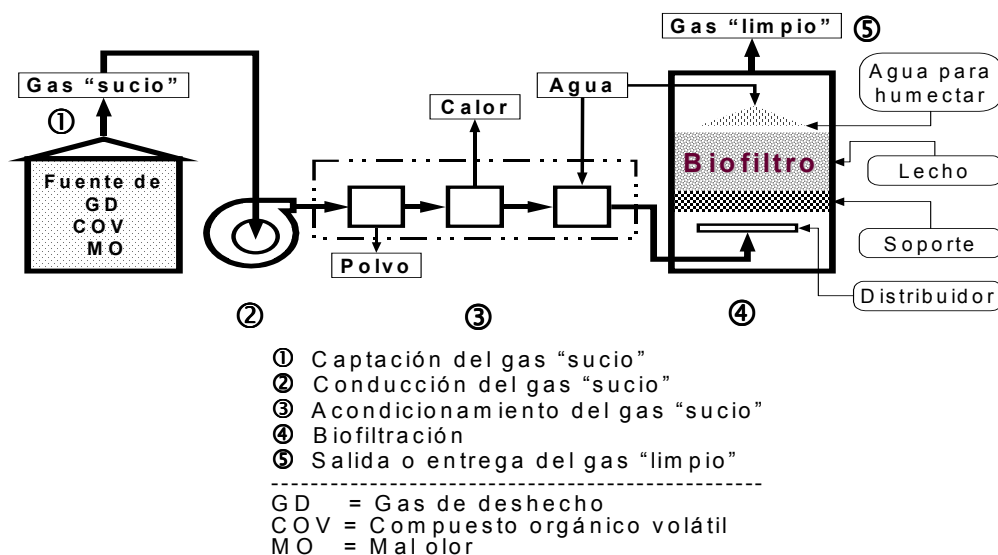 Gas “limpio”
⑤
Gas “sucio”
①
Calor
Agua
Agua para
humectar
Fuente de
GD
COV
MO
Biofiltro
Lecho
Soporte
Polvo
Distribuidor
②
③
④
① Captación del gas “sucio”
② Conducción del gas “sucio”
③ Acondicionamiento del gas “sucio”
④ Biofiltración
⑤ Salida o entrega del gas “limpio”
GD = Gas de deshecho
COV = Compuesto orgánico volátil
MO = Mal olor